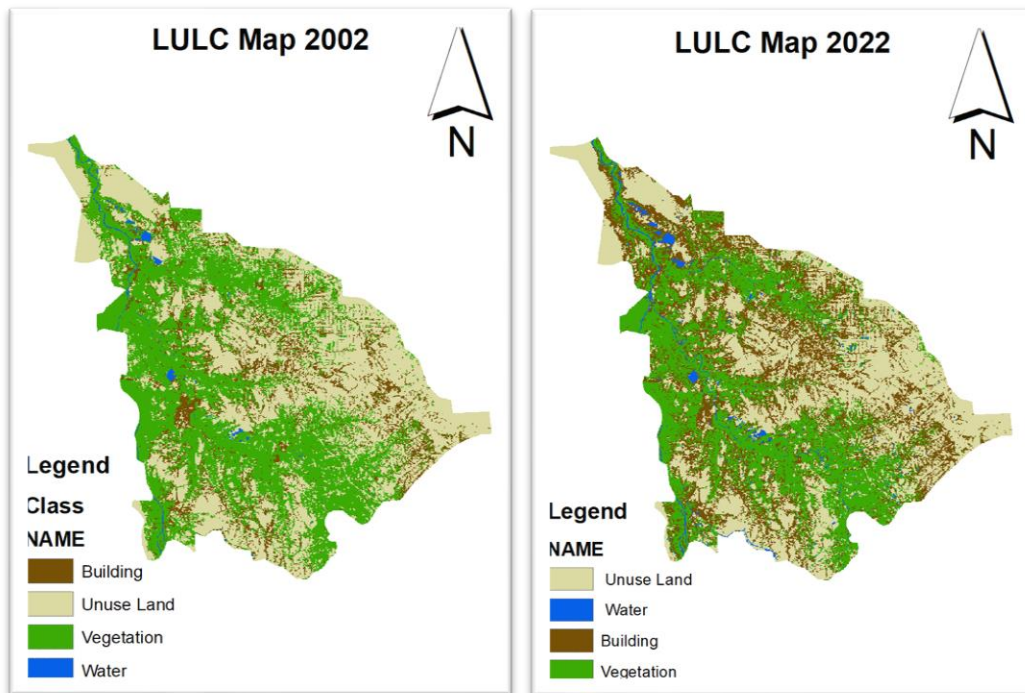 LULC Map 2002
N
Legend
Class
NAME
Building
Unuse Land
Vegetation
Water
LULC Map 2022
N
Legend
NAME
Unuse Land
Water
Building
Vegetation